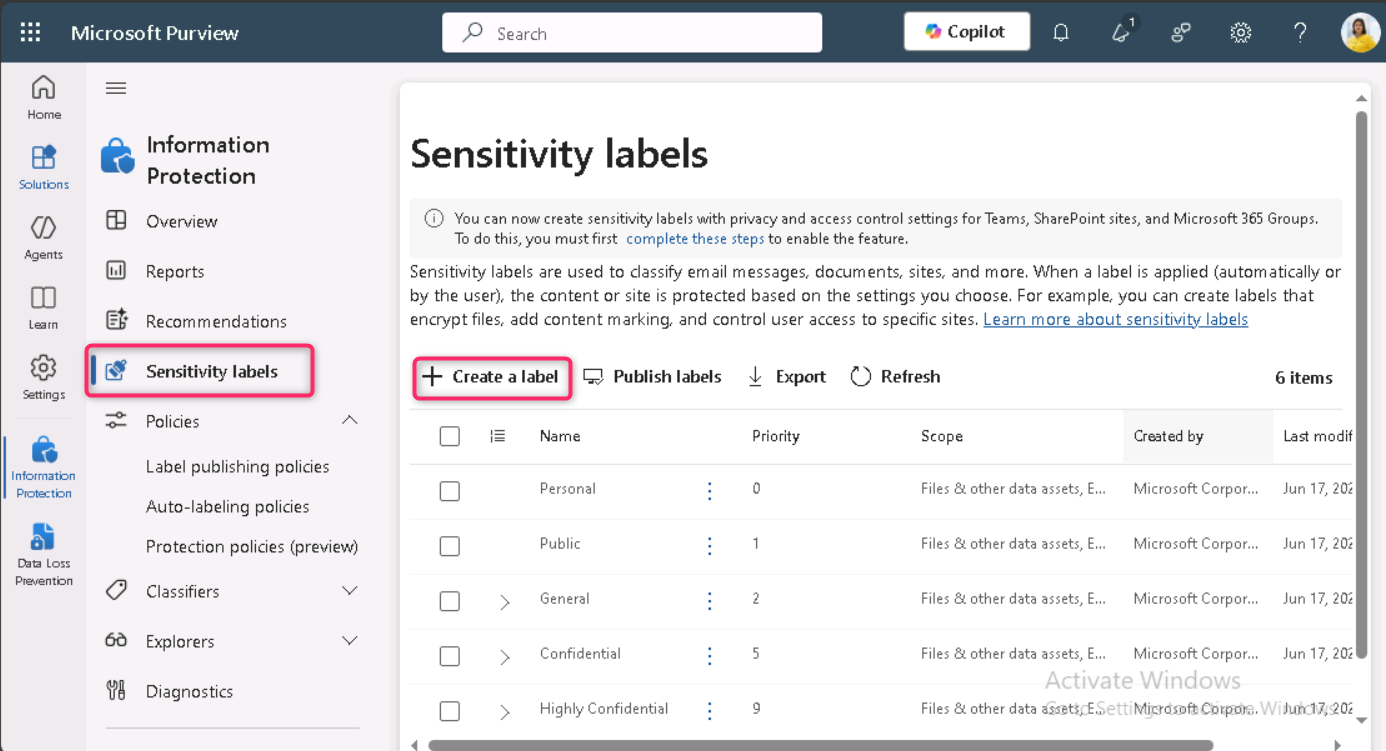 Microsoft Purview
Search
Copilot
1
Home
Solutions
Agents
Learn
Settings
Information
Protection
Data Loss
Prevention
Information
Protection
Overview
Reports
Recommendations
Sensitivity labels
Policies
Label publishing policies
Auto-labeling policies
Protection policies (preview)
Classifiers
Explorers
Diagnostics
Sensitivity labels
You can now create sensitivity labels with privacy and access control settings for Teams, SharePoint sites, and Microsoft 365 Groups.
To do this, you must first complete these steps to enable the feature.
Sensitivity labels are used to classify email messages, documents, sites, and more. When a label is applied (automatically or
by the user), the content or site is protected based on the settings you choose. For example, you can create labels that
encrypt files, add content marking, and control user access to specific sites. Learn more about sensitivity labels
+ Create a label Publish labels Export Refresh 6 items
Name Priority Scope Created by Last modif
Personal 0 Files & other data assets, E... Microsoft Corpor... Jun 17, 202
Public 1 Files & other data assets, E... Microsoft Corpor... Jun 17, 202
General 2 Files & other data assets, E... Microsoft Corpor... Jun 17, 202
Confidential 5 Files & other data assets, E... Microsoft Corpor... Jun 17, 202
Activate Windows
Highly Confidential 9 Files & other data assets, E... Microsoft Corpor... Jun 17, 202
Go to Settings to activate Windows.